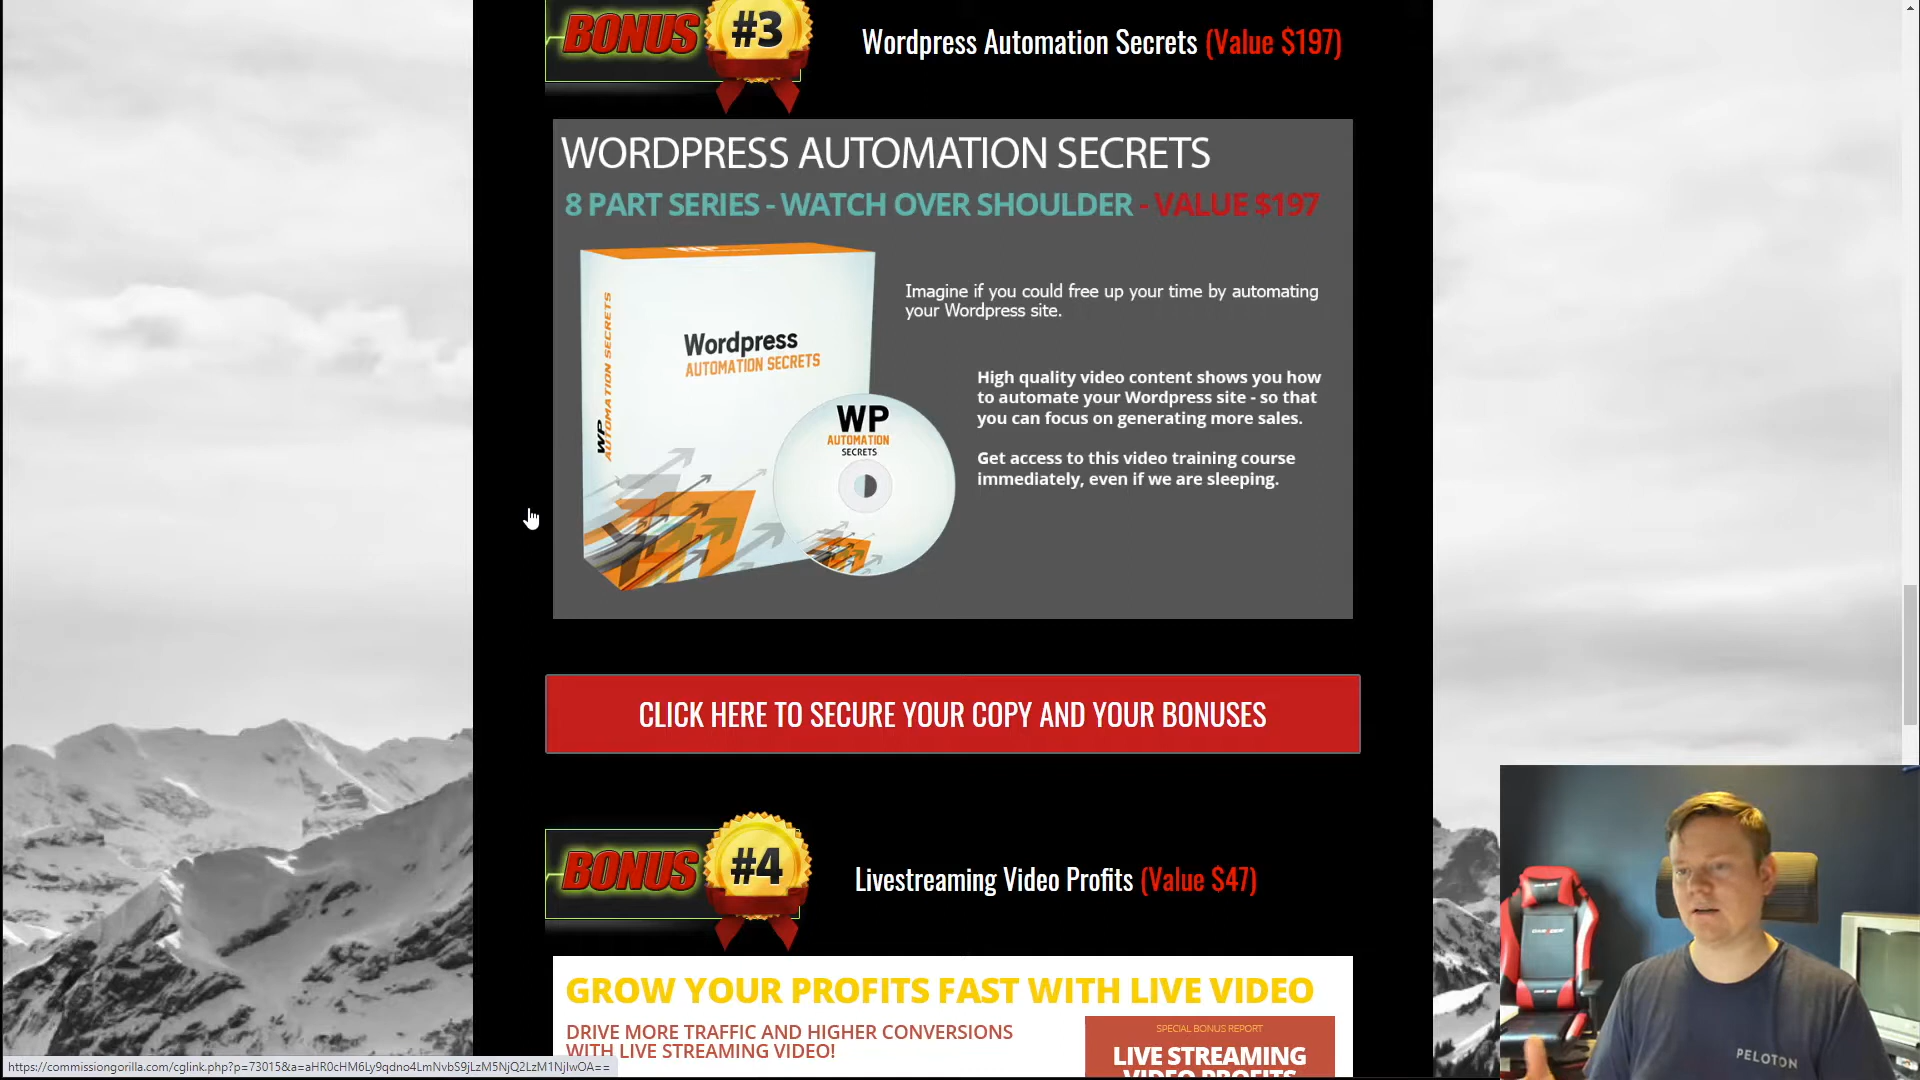 BONUS #3
Wordpress Automation Secrets (Value $197)
WORDPRESS AUTOMATION SECRETS
8 PART SERIES - WATCH OVER SHOULDER - VALUE $197
WP
AUTOMATION SECRETS
Wordpress
AUTOMATION SECRETS
WP
AUTOMATION
SECRETS
Imagine if you could free up your time by automating
your Wordpress site.
High quality video content shows you how
to automate your Wordpress site - so that
you can focus on generating more sales.
Get access to this video training course
immediately, even if we are sleeping.
CLICK HERE TO SECURE YOUR COPY AND YOUR BONUSES
BONUS #4
Livestreaming Video Profits (Value $47)
GROW YOUR PROFITS FAST WITH LIVE VIDEO
DRIVE MORE TRAFFIC AND HIGHER CONVERSIONS
WITH LIVE STREAMING VIDEO!
SPECIAL BONUS REPORT
LIVE STREAMING
VIDEO PROFITS
PELOTON
https://commissiongorilla.com/cglink.php?p=73015&a=aHR0cHM6Ly9qdno4LmNvbS9jLzM5NjQ2LzM1NjIwOA==